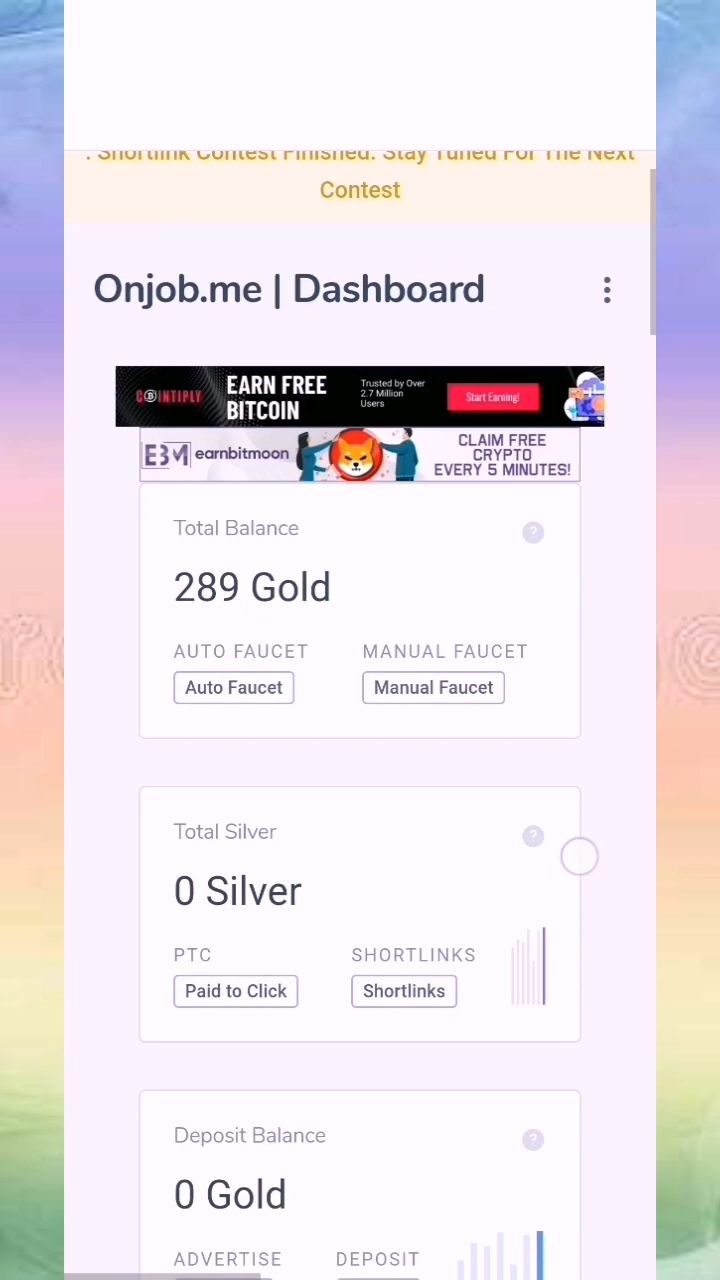 . Shortlink Contest Finished. Stay Tuned For The Next
Contest
Onjob.me | Dashboard
COINTIPLY
EARN FREE
BITCOIN
Trusted by Over
2.7 Million
Users
Start Earning!
EBM earnbitmoon
CLAIM FREE
CRYPTO
EVERY 5 MINUTES!
Total Balance
?
289 Gold
AUTO FAUCET MANUAL FAUCET
Auto Faucet Manual Faucet
Total Silver
?
0 Silver
PTC SHORTLINKS
Paid to Click Shortlinks
Deposit Balance
?
0 Gold
ADVERTISE DEPOSIT